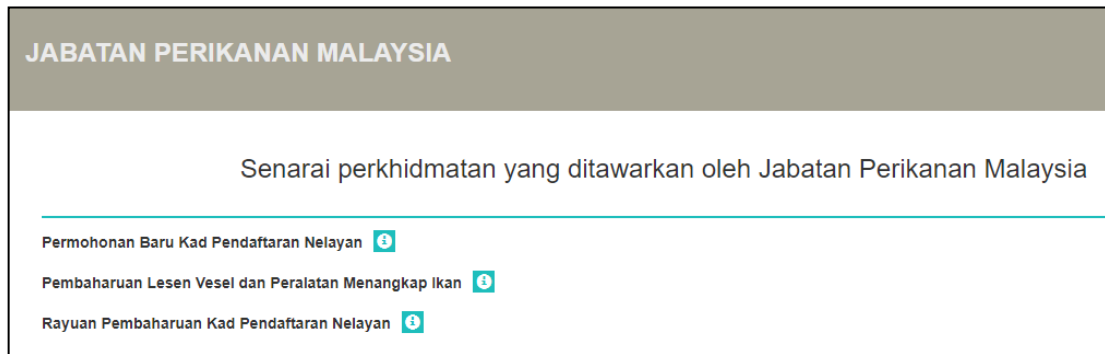 JABATAN PERIKANAN MALAYSIA
Senarai perkhidmatan yang ditawarkan oleh Jabatan Perikanan Malaysia
Permohonan Baru Kad Pendaftaran Nelayan
Pembaharuan Lesen Vesel dan Peralatan Menangkap Ikan
Rayuan Pembaharuan Kad Pendaftaran Nelayan